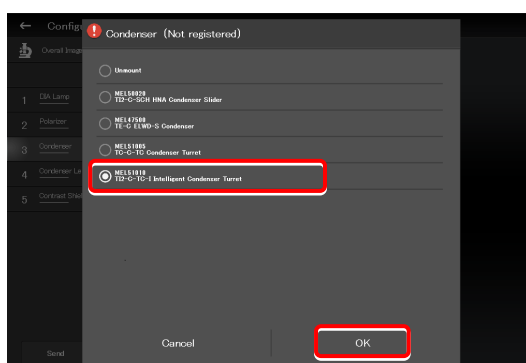 ← Config
Overall Image
1 DIA Lamp
2 Polarizer
3 Condenser
4 Condenser Le
5 Contrast Shiel
Send
Condenser (Not registered)
Unmount
MEL50020
TI2-C-SCH HNA Condenser Slider
MEL47500
TE-C ELWD-S Condenser
MEL51005
TC-C-TC Condenser Turret
MEL51010
TI2-C-TC-I Intelligent Condenser Turret
Cancel
OK